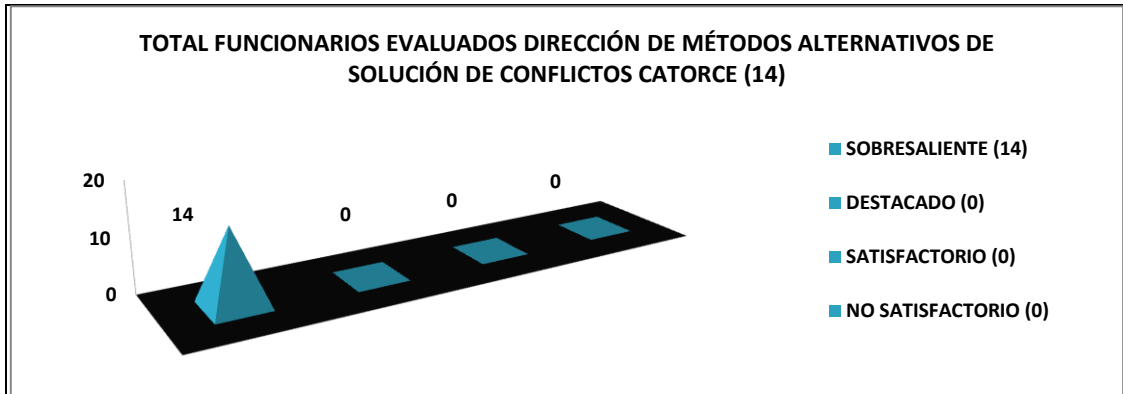 TOTAL FUNCIONARIOS EVALUADOS DIRECCIÓN DE MÉTODOS ALTERNATIVOS DE
SOLUCIÓN DE CONFLICTOS CATORCE (14)
20
10
0
14
0
0
0
SOBRESALIENTE (14)
DESTACADO (0)
SATISFACTORIO (0)
NO SATISFACTORIO (0)